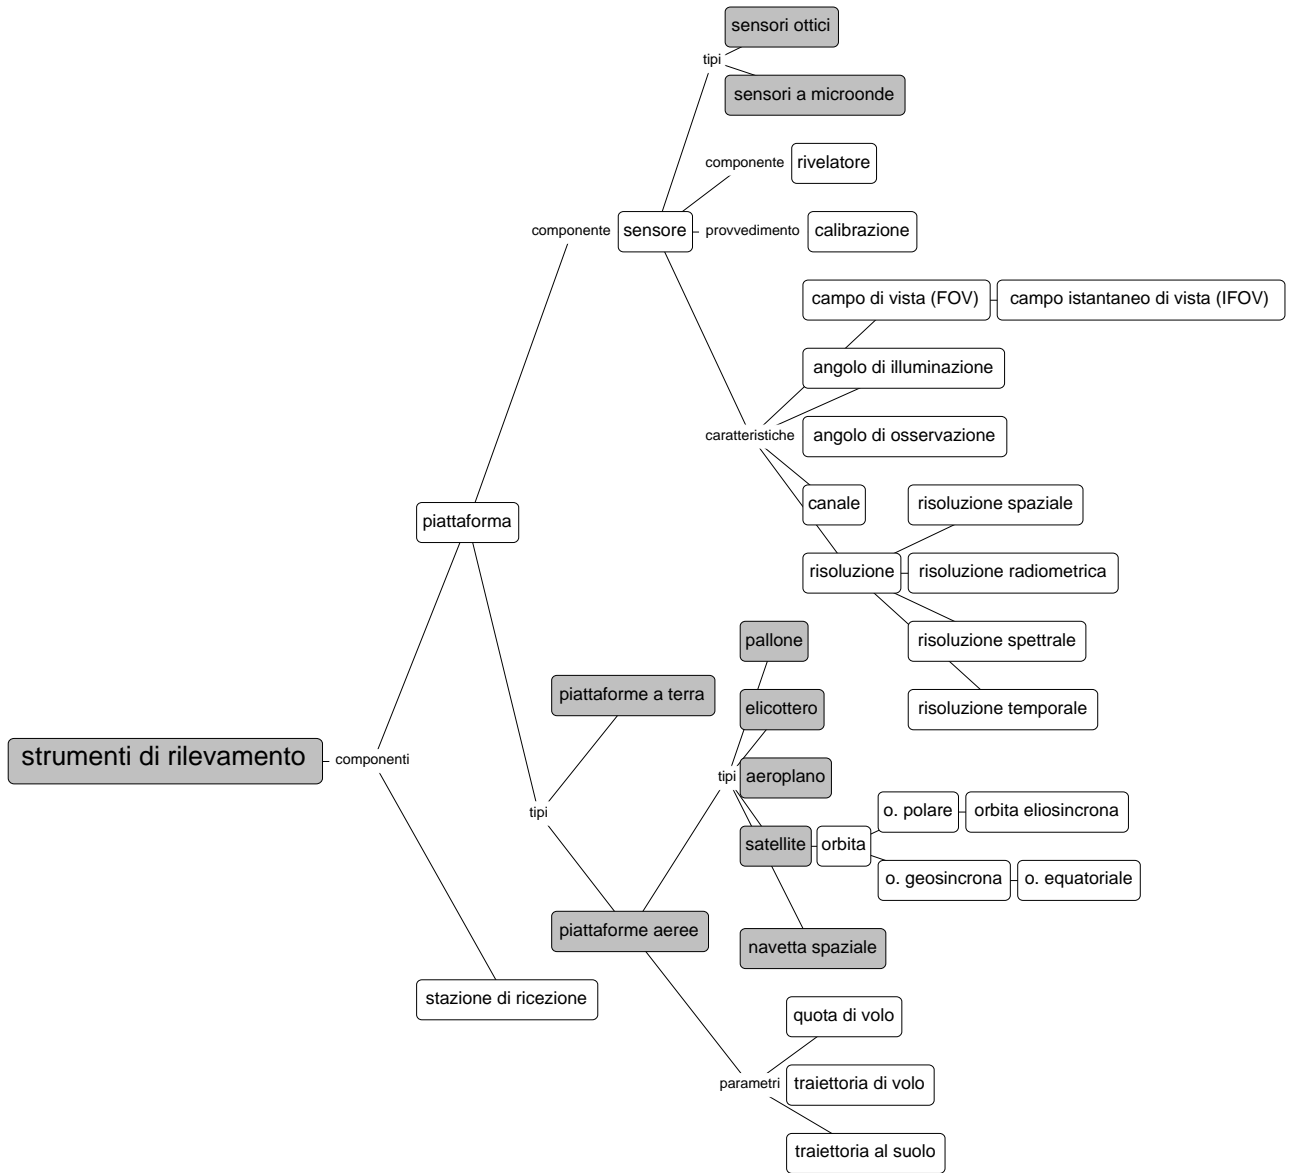 sensori ottici
tipi
sensori a microonde
componente
rivelatore
componente
sensore
provvedimento
calibrazione
campo di vista (FOV)
campo istantaneo di vista (IFOV)
angolo di illuminazione
caratteristiche
angolo di osservazione
canale
risoluzione spaziale
piattaforma
risoluzione
risoluzione radiometrica
pallone
risoluzione spettrale
piattaforme a terra
elicottero
risoluzione temporale
strumenti di rilevamento
componenti
tipi
aeroplano
tipi
o. polare
orbita eliosincrona
satellite
orbita
o. geosincrona
o. equatoriale
piattaforme aeree
navetta spaziale
stazione di ricezione
quota di volo
parametri
traiettoria di volo
traiettoria al suolo